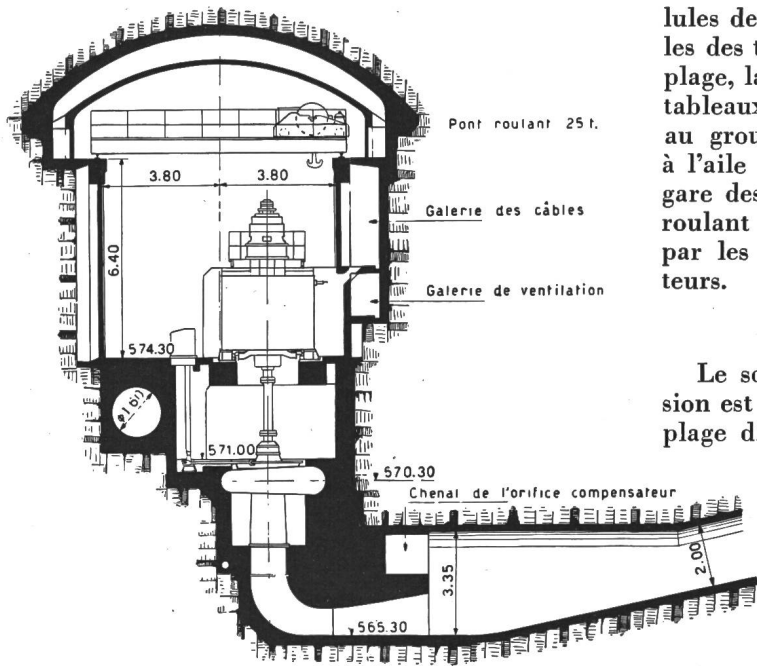 Pont roulant 25 t.
3.80
3.80
Galerie des câbles
6.40
Galerie de ventilation
574.30
571.00
570.30
Chenal de l'orifice compensateur
3.35
2.00
565.30
lules de
les des t
plage, la
tableaux
au grou
à l'aile
gare des
roulant
par les
teurs.
Le so
sion est
plage d